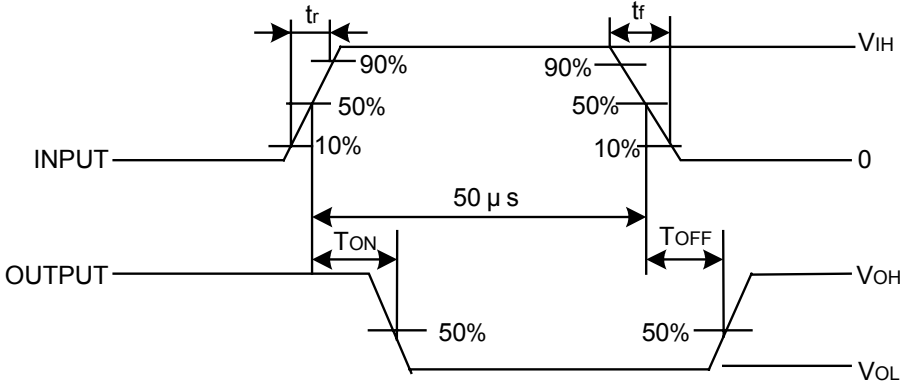 tr
tf
VIH
90%
90%
50%
50%
10%
10%
INPUT
0
50 µ s
TON
TOFF
OUTPUT
VOH
50%
50%
VOL